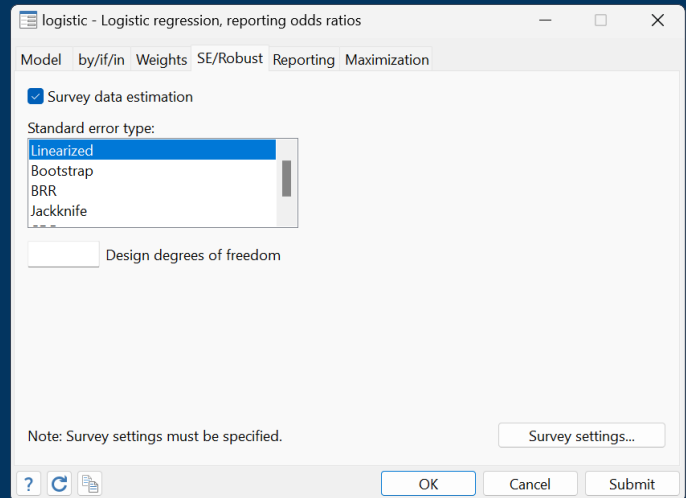 logistic - Logistic regression, reporting odds ratios
Model by/if/in Weights SE/Robust Reporting Maximization
Survey data estimation
Standard error type:
Linearized
Bootstrap
BRR
Jackknife
Design degrees of freedom
Note: Survey settings must be specified.
Survey settings...
? OK Cancel Submit